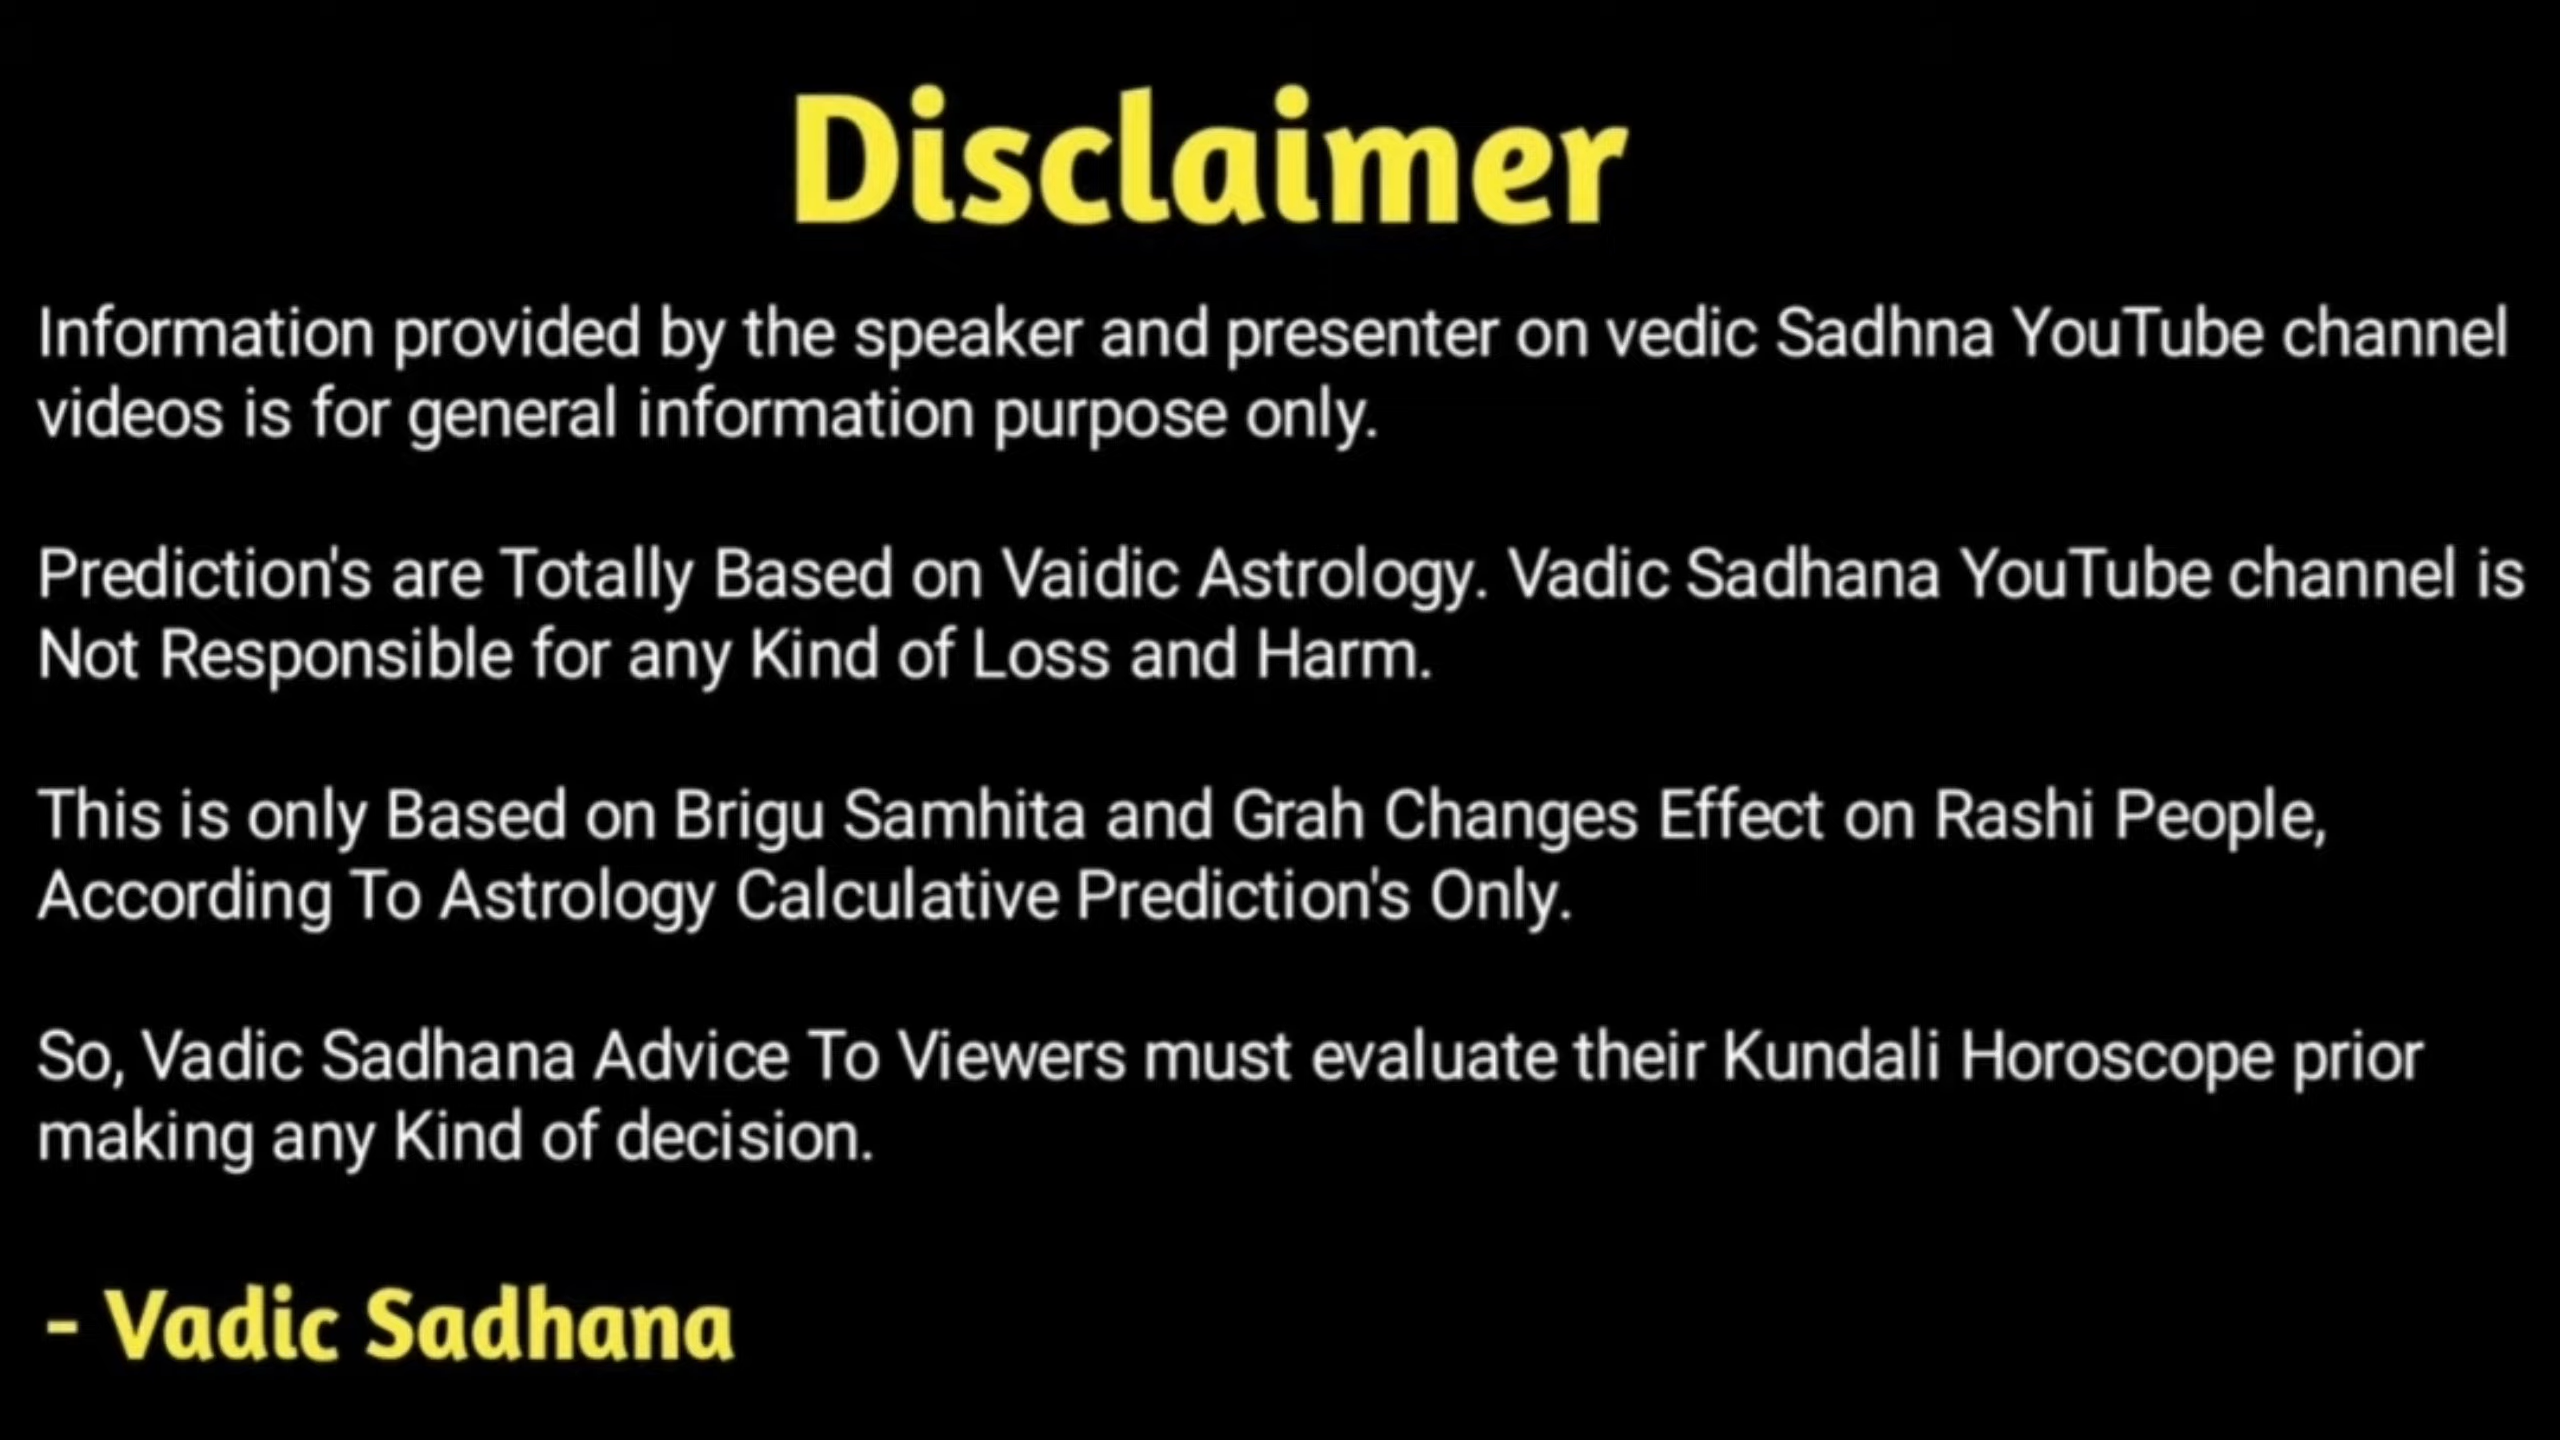 Disclaimer
Information provided by the speaker and presenter on vedic Sadhna YouTube channel
videos is for general information purpose only.
Prediction's are Totally Based on Vaidic Astrology. Vadic Sadhana YouTube channel is
Not Responsible for any Kind of Loss and Harm.
This is only Based on Brigu Samhita and Grah Changes Effect on Rashi People,
According To Astrology Calculative Prediction's Only.
So, Vadic Sadhana Advice To Viewers must evaluate their Kundali Horoscope prior
making any Kind of decision.
- Vadic Sadhana